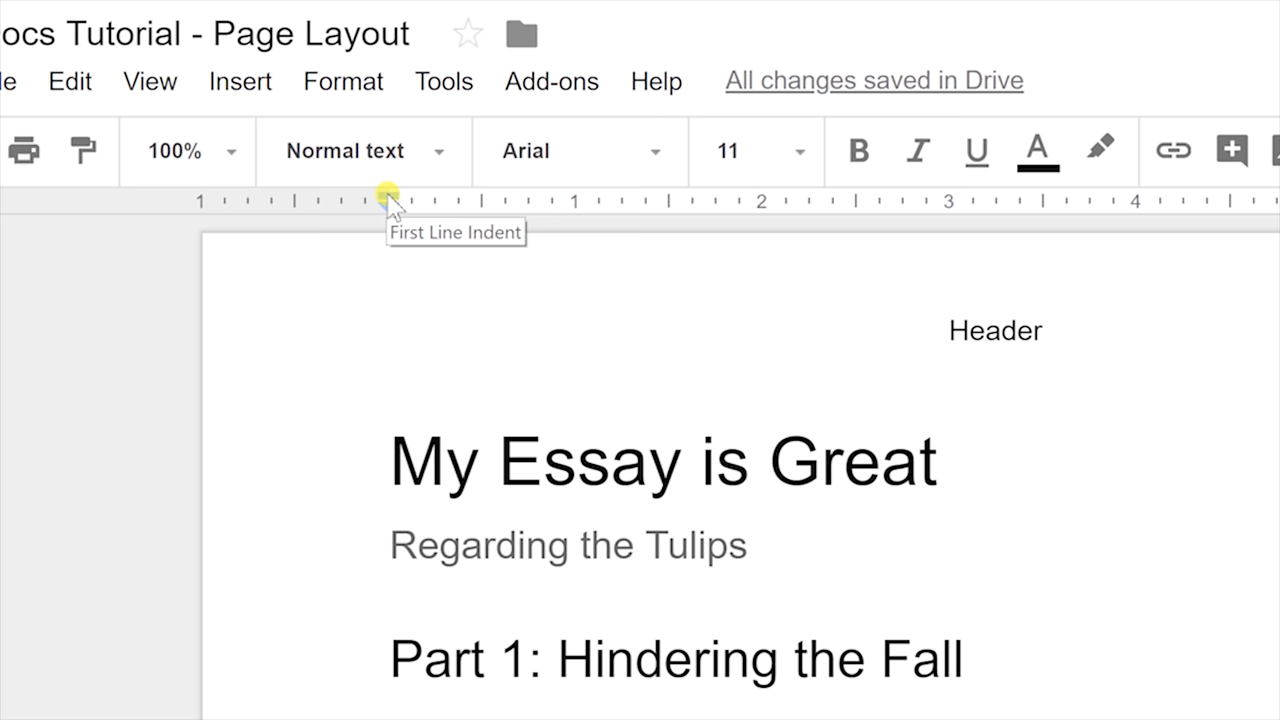 ocs Tutorial - Page Layout
le Edit View Insert Format Tools Add-ons Help All changes saved in Drive
100% Normal text Arial 11 B I U A
1 1 2 3 4
First Line Indent
Header
My Essay is Great
Regarding the Tulips
Part 1: Hindering the Fall